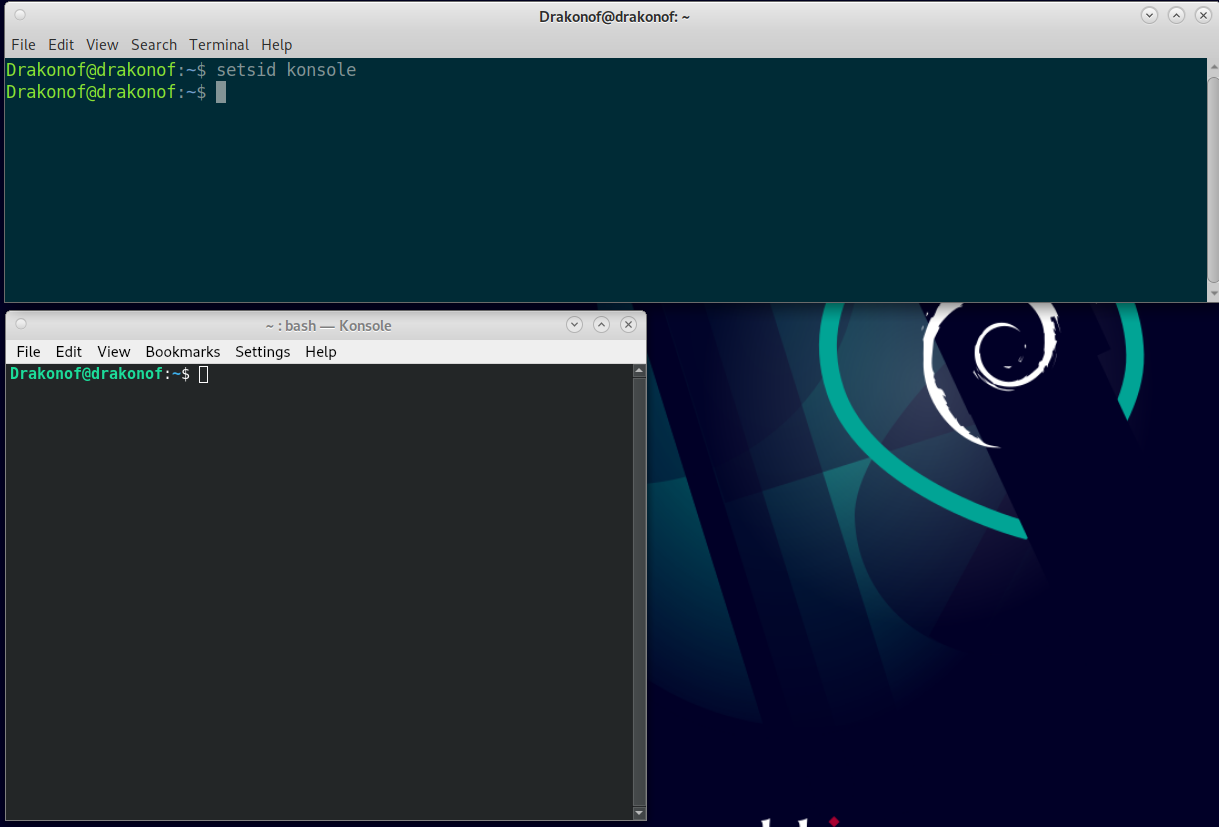 Drakonof@drakonof: ~
File Edit View Search Terminal Help
Drakonof@drakonof:~$ setsid konsole
Drakonof@drakonof:~$
~ : bash — Konsole
File Edit View Bookmarks Settings Help
Drakonof@drakonof:~$